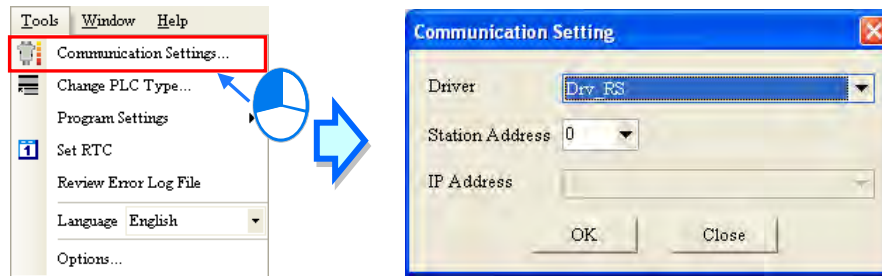 Tools Window Help
Communication Settings...
Change PLC Type...
Program Settings
1 Set RTC
Review Error Log File
Language English
Options...
Communication Setting
Driver Drv_RS
Station Address 0
IP Address
OK Close